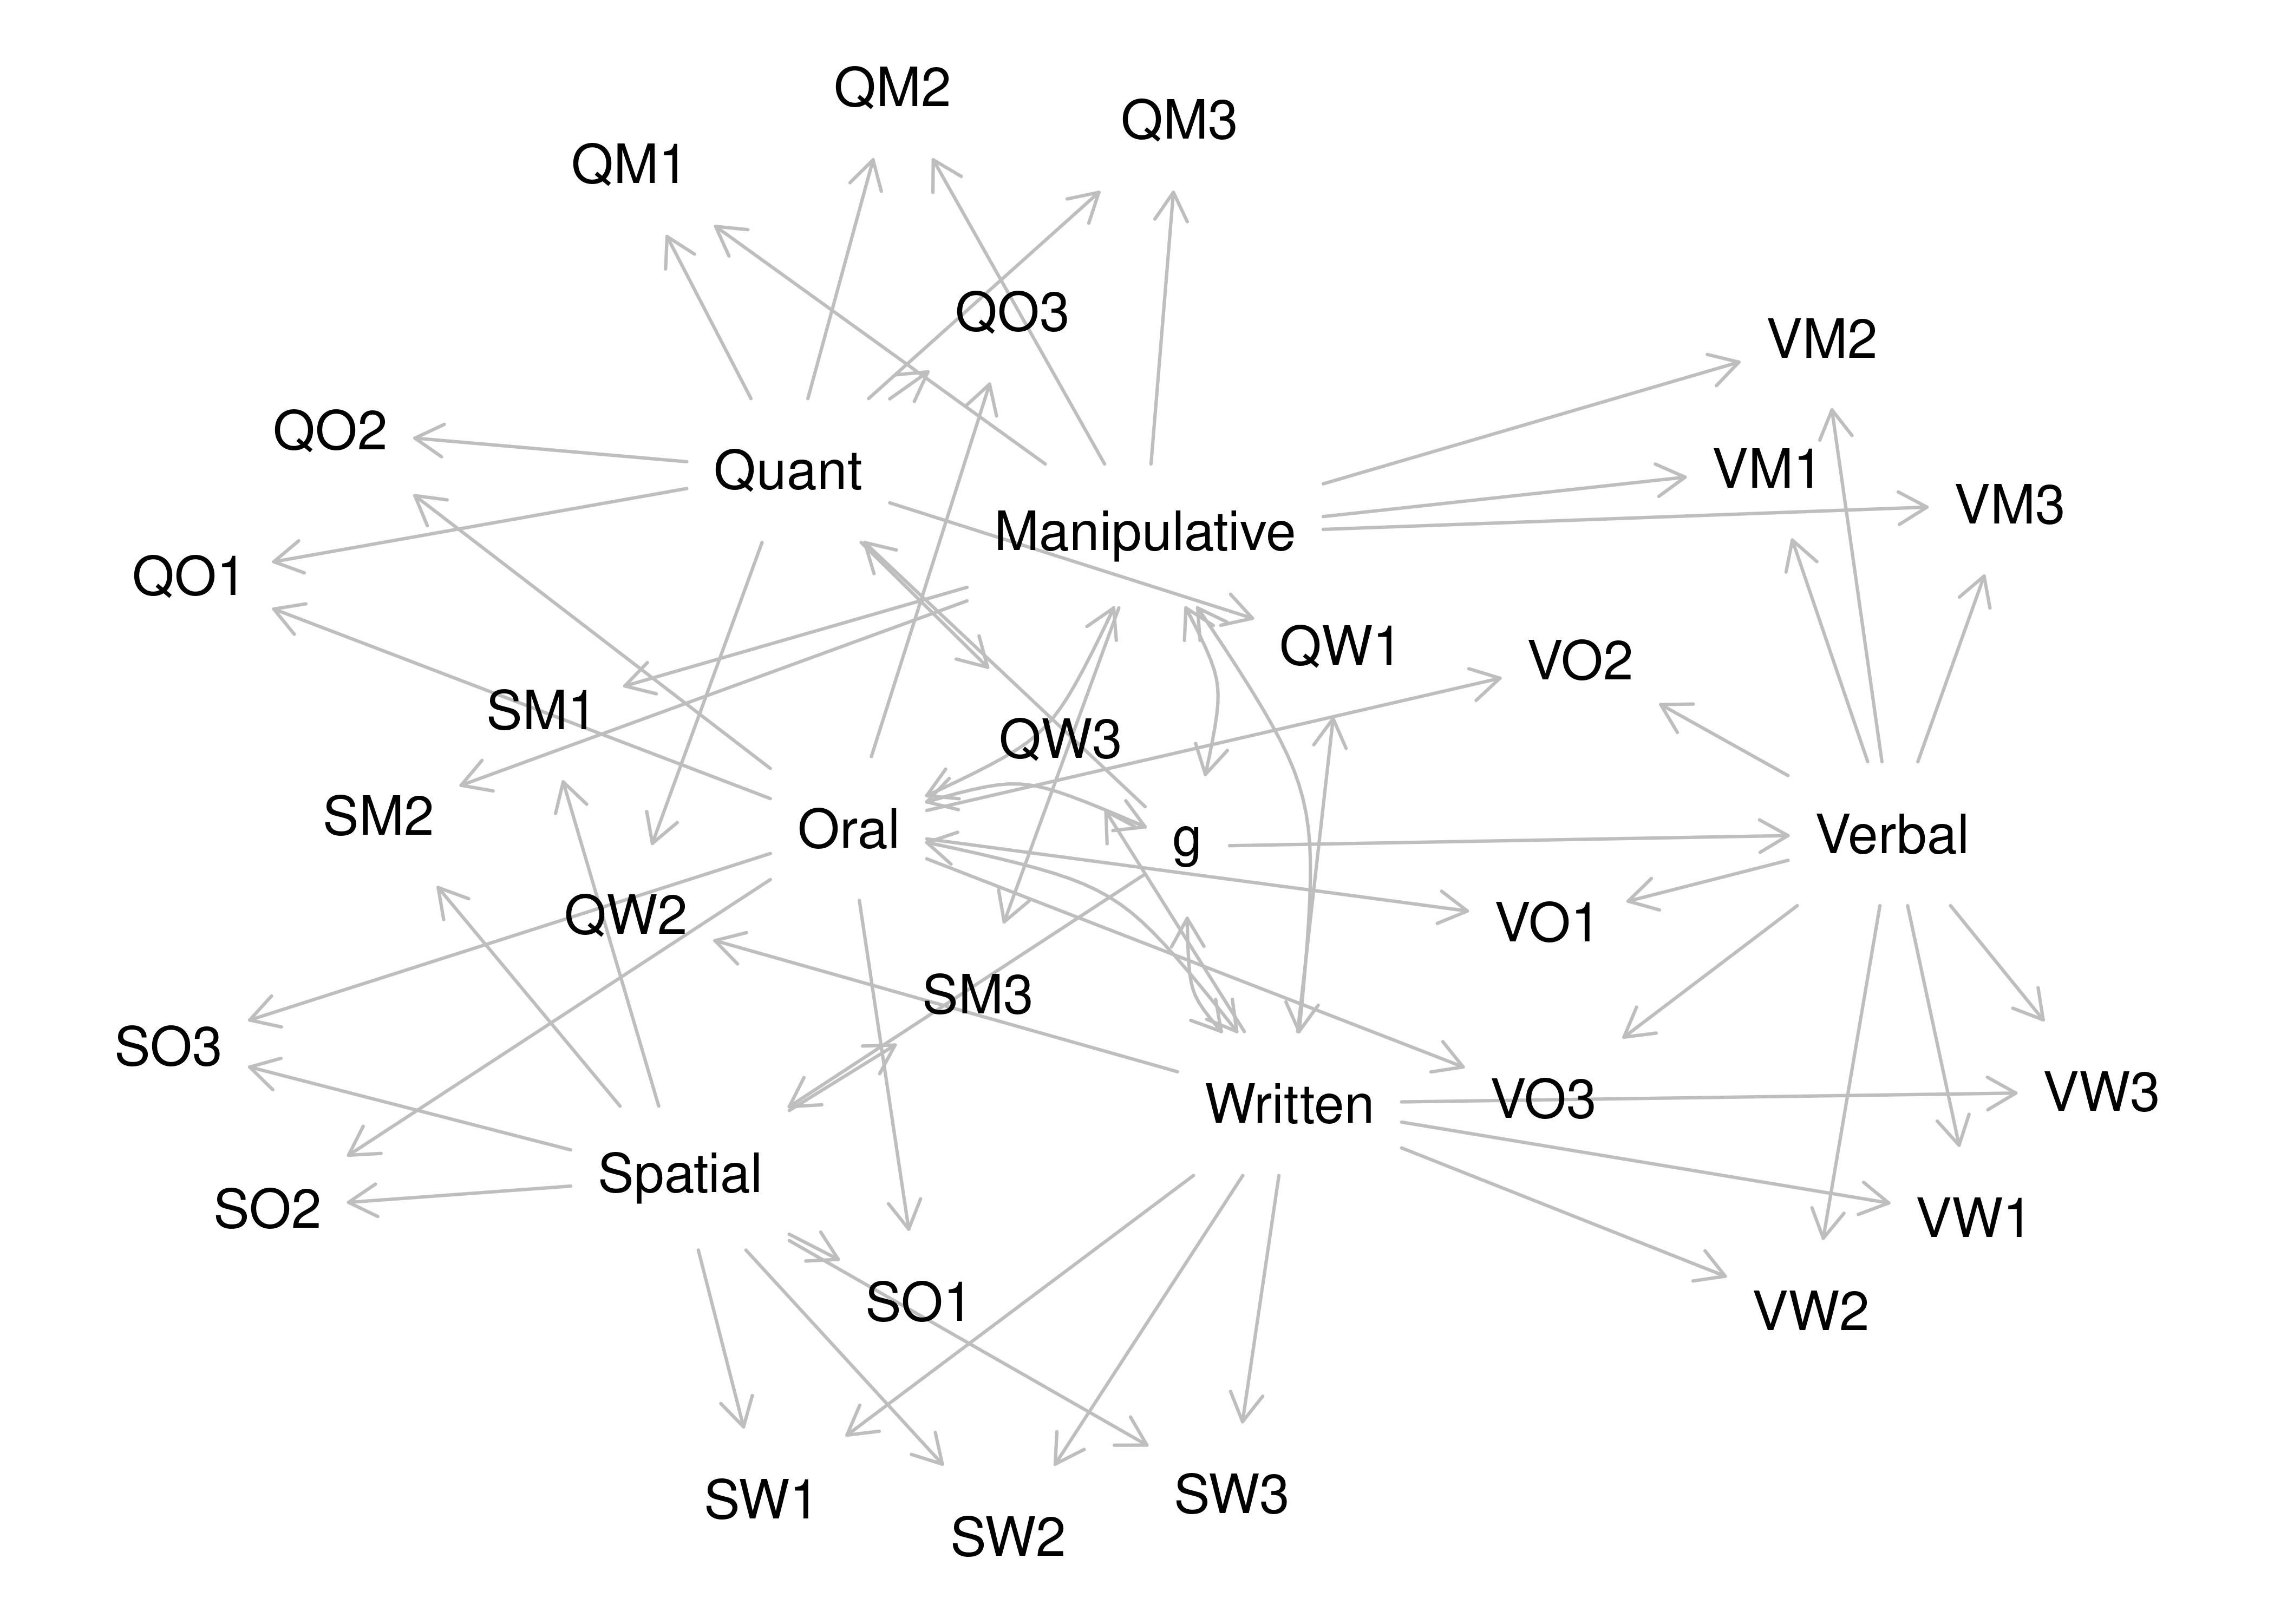 QM2
QM3
QM1
QO3
VM2
QO2
Quant
VM1
VM3
Manipulative
QO1
QW1
VO2
SM1
QW3
SM2
Oral
g
Verbal
QW2
VO1
SM3
SO3
Written
VO3
VW3
Spatial
SO2
VW1
SO1
VW2
SW1
SW3
SW2